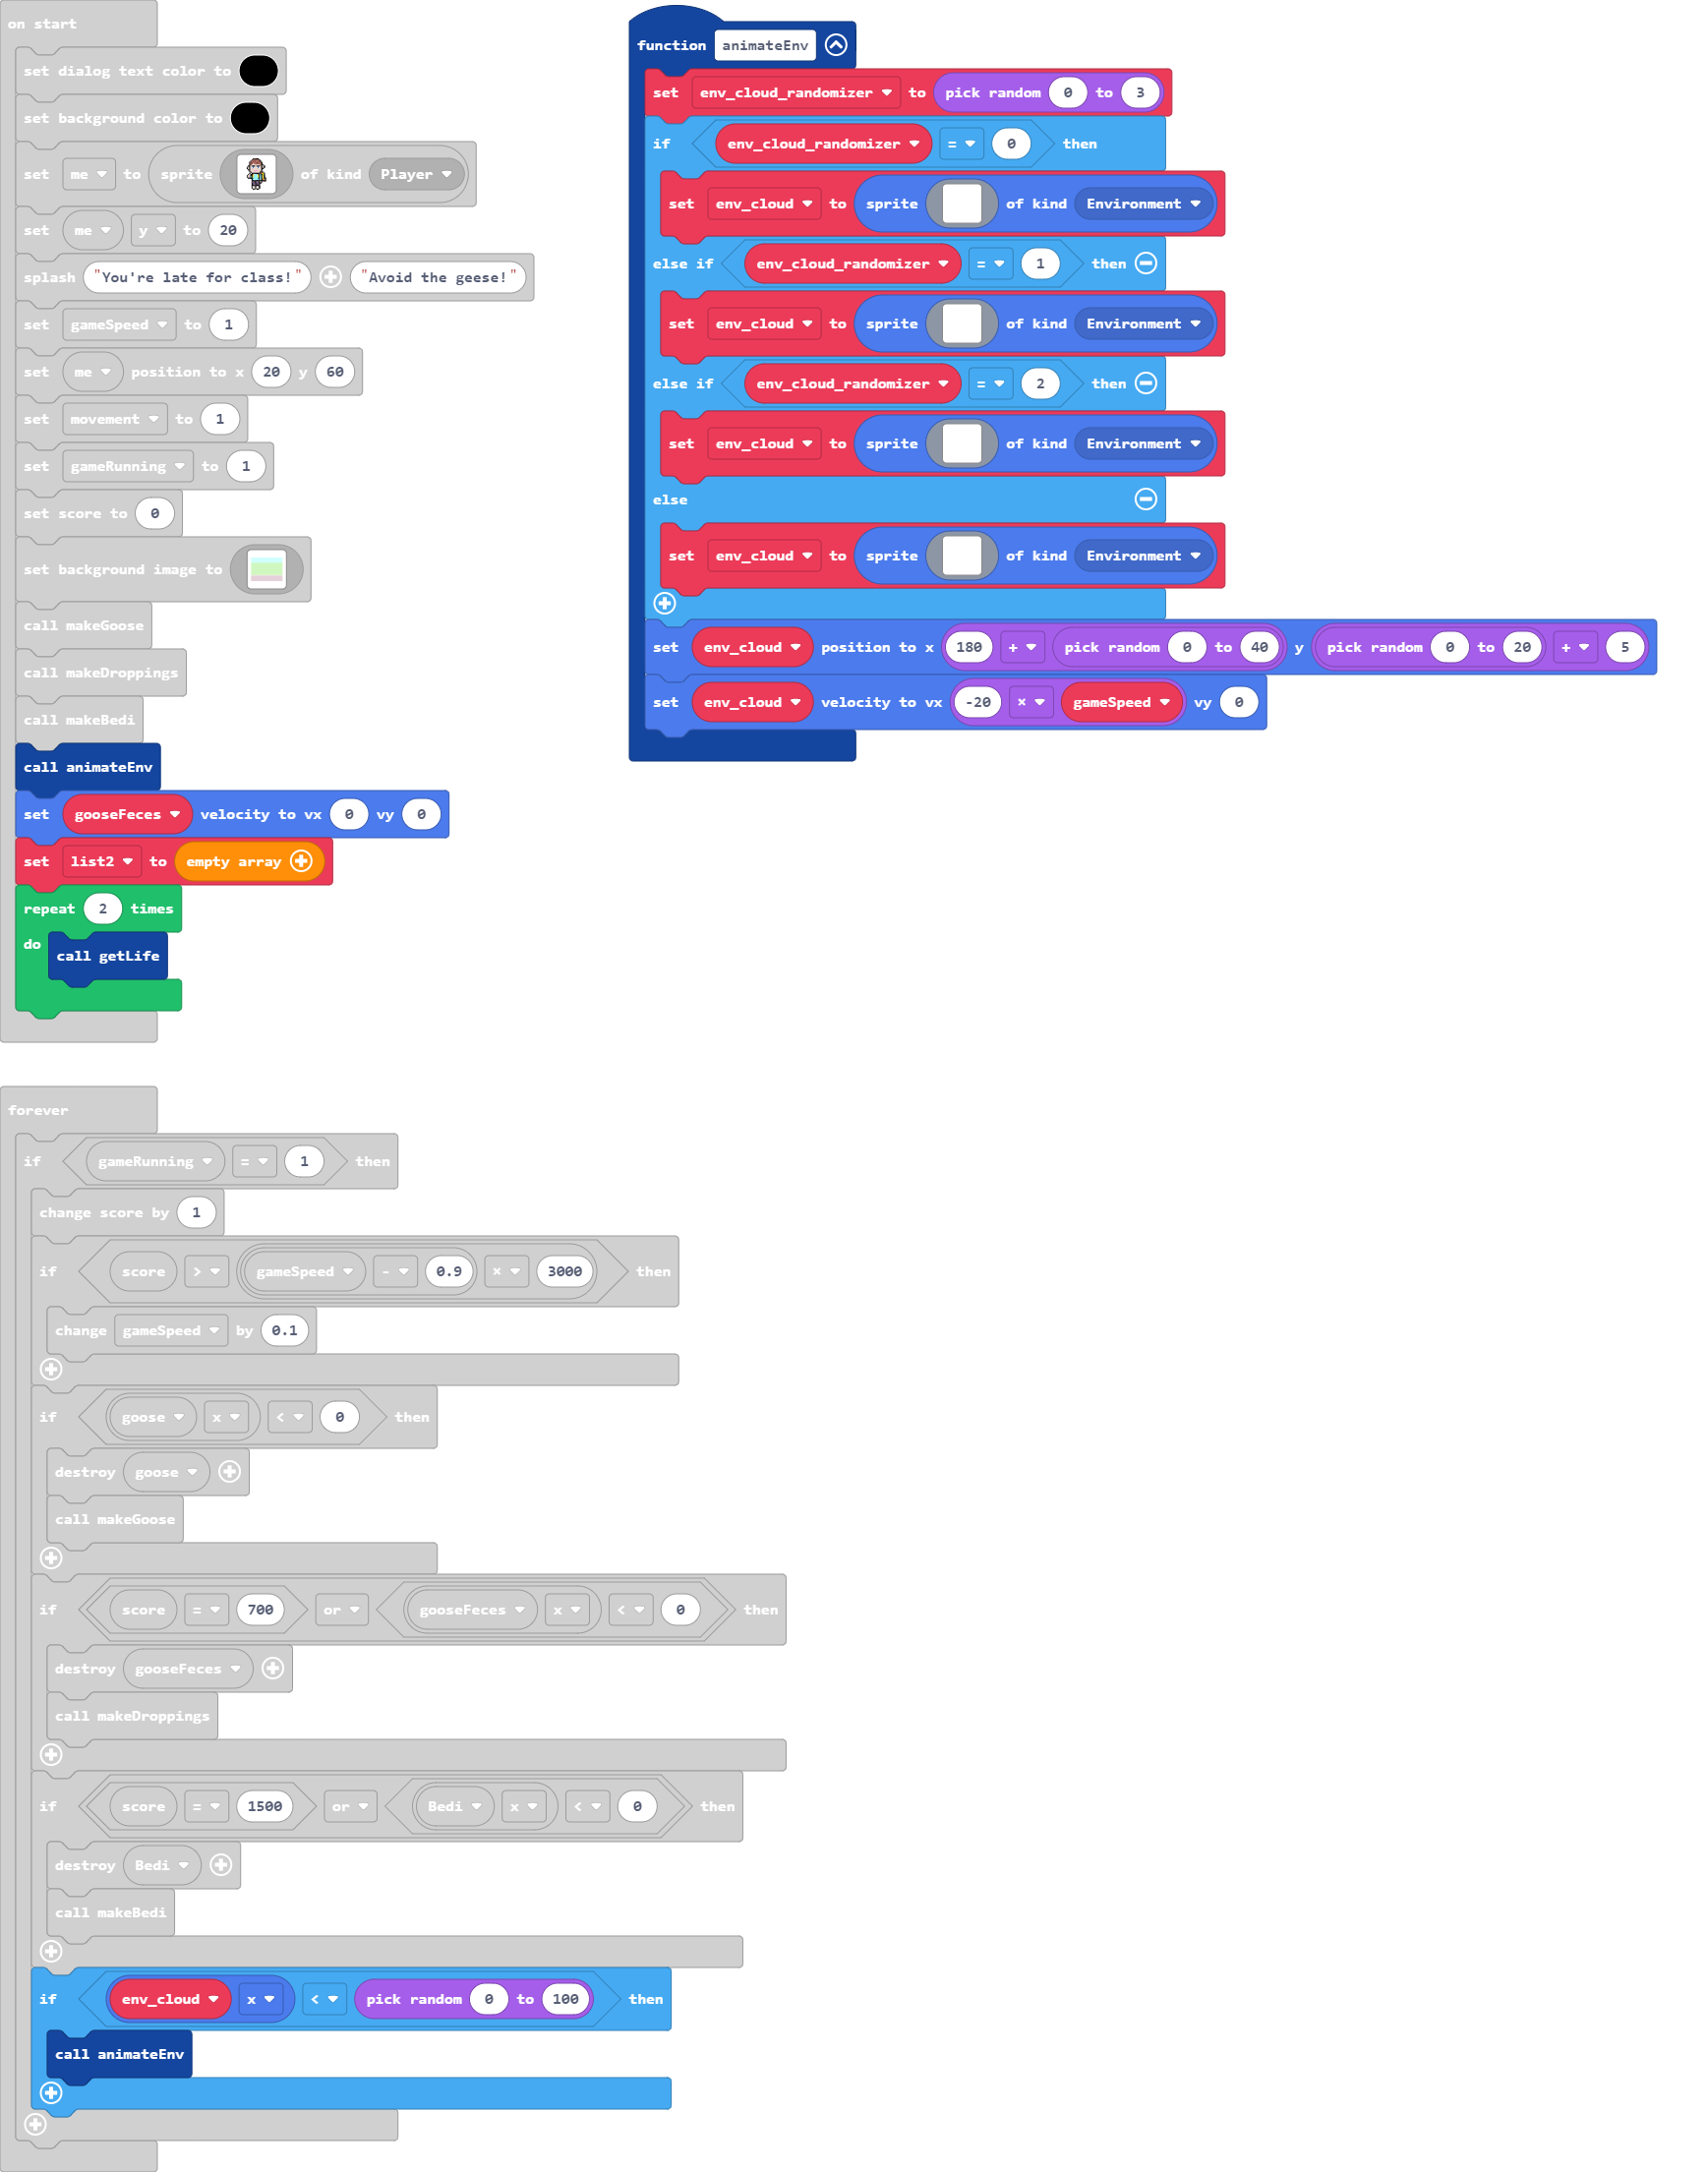 on start
set dialog text color to
set background color to
set me to sprite of kind Player
set me y to 20
splash "You're late for class!" "Avoid the geese!"
set gameSpeed to 1
set me position to x 20 y 60
set movement to 1
set gameRunning to 1
set score to 0
set background image to
call makeGoose
call makeDroppings
call makeBedi
call animateEnv
set gooseFeces velocity to vx 0 vy 0
set list2 to empty array
repeat 2 times
do call getLife
function animateEnv
set env_cloud_randomizer to pick random 0 to 3
if env_cloud_randomizer = 0 then
set env_cloud to sprite of kind Environment
else if env_cloud_randomizer = 1 then
set env_cloud to sprite of kind Environment
else if env_cloud_randomizer = 2 then
set env_cloud to sprite of kind Environment
else
set env_cloud to sprite of kind Environment
set env_cloud position to x 180 + pick random 0 to 40 y pick random 0 to 20 + 5
set env_cloud velocity to vx -20 × gameSpeed vy 0
forever
if gameRunning = 1 then
change score by 1
if score > gameSpeed - 0.9 × 3000 then
change gameSpeed by 0.1
if goose x < 0 then
destroy goose
call makeGoose
if score = 700 or gooseFeces x < 0 then
destroy gooseFeces
call makeDroppings
if score = 1500 or Bedi x < 0 then
destroy Bedi
call makeBedi
if env_cloud x < pick random 0 to 100 then
call animateEnv